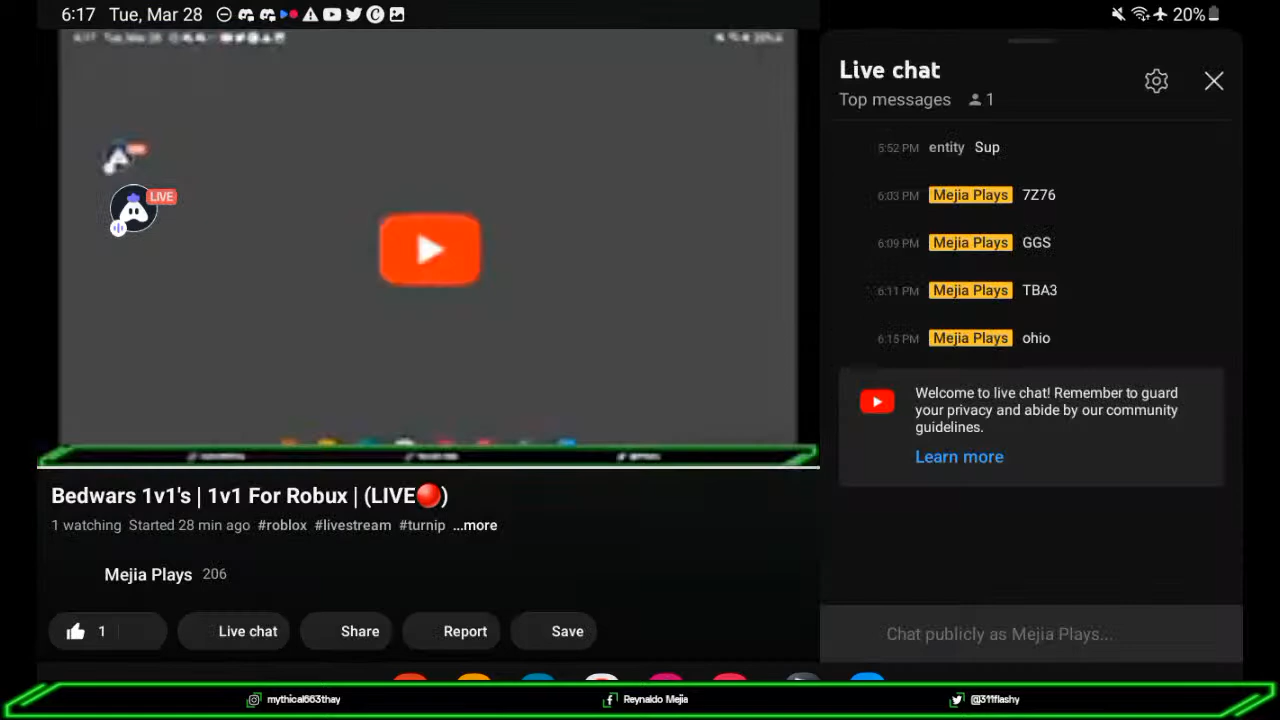 6:17 Tue, Mar 28
20%
LIVE
Bedwars 1v1's | 1v1 For Robux | (LIVE🔴)
1 watching Started 28 min ago #roblox #livestream #turnip ...more
Mejia Plays 206
1
Live chat
Share
Report
Save
Live chat
Top messages 1
5:52 PM entity Sup
6:03 PM Mejia Plays 7Z76
6:09 PM Mejia Plays GGS
6:11 PM Mejia Plays TBA3
6:15 PM Mejia Plays ohio
Welcome to live chat! Remember to guard
your privacy and abide by our community
guidelines.
Learn more
Chat publicly as Mejia Plays...
mythical663thay
Reynaldo Mejia
@311flashy